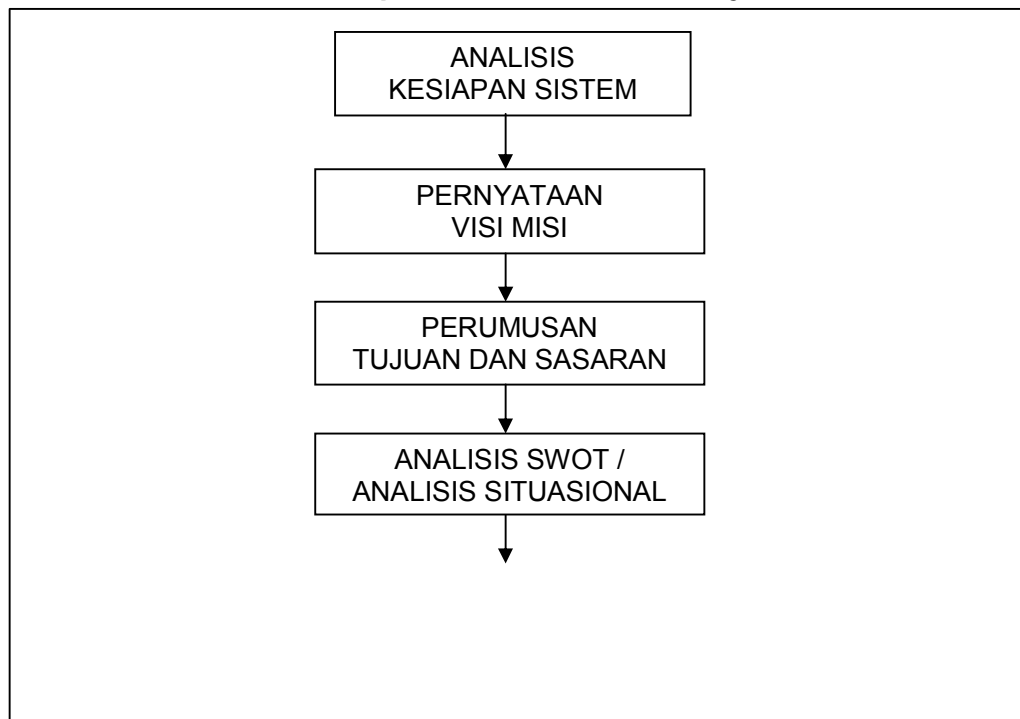 ANALISIS
KESIAPAN SISTEM
PERNYATAAN
VISI MISI
PERUMUSAN
TUJUAN DAN SASARAN
ANALISIS SWOT /
ANALISIS SITUASIONAL